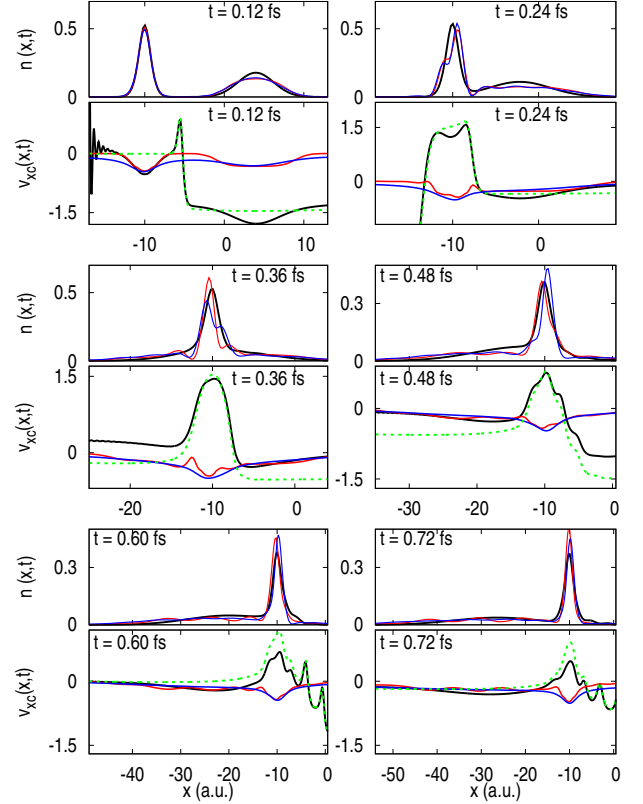 t = 0.12 fs
t = 0.24 fs
n (x,t)
0.5
0
0.5
0
t = 0.12 fs
t = 0.24 fs
v_xc(x,t)
0
-1.5
1.5
0
-10 0 10
-10 0
t = 0.36 fs
t = 0.48 fs
n (x,t)
0.5
0
0.3
0
t = 0.36 fs
t = 0.48 fs
v_xc(x,t)
1.5
0
0
-1.5
-20 -10 0
-30 -20 -10 0
t = 0.60 fs
t = 0.72 fs
n (x,t)
0.3
0
0.3
0
t = 0.60 fs
t = 0.72 fs
v_xc(x,t)
0
-1.5
0
-1.5
-40 -30 -20 -10 0
-50 -40 -30 -20 -10 0
x (a.u.)
x (a.u.)